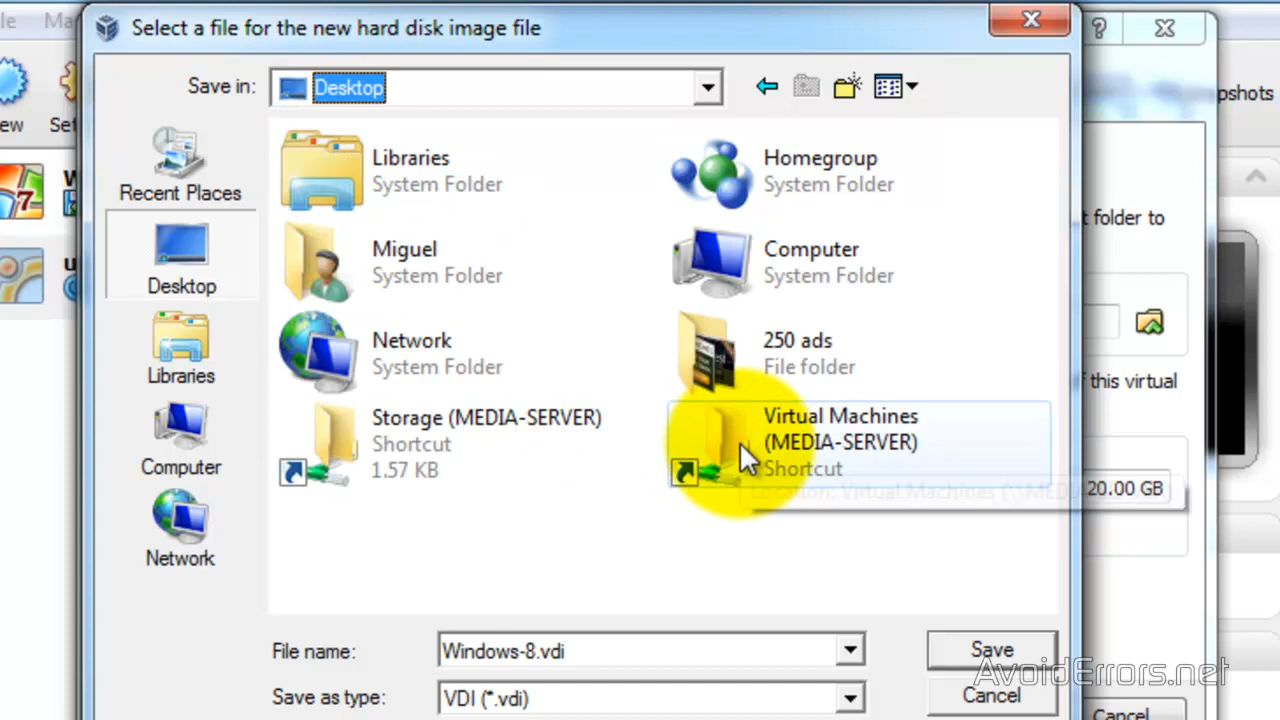 Select a file for the new hard disk image file
Save in:
Desktop
Recent Places
Desktop
Libraries
Computer
Network
Libraries
System Folder
Homegroup
System Folder
Miguel
System Folder
Computer
System Folder
Network
System Folder
250 ads
File folder
Storage (MEDIA-SERVER)
Shortcut
1.57 KB
Virtual Machines
(MEDIA-SERVER)
Shortcut
Location: Virtual Machines
File name:
Windows-8.vdi
Save
Save as type:
VDI (*.vdi)
Cancel
folder to
this virtual
20.00 GB
Cancel
AvoidErrors.net